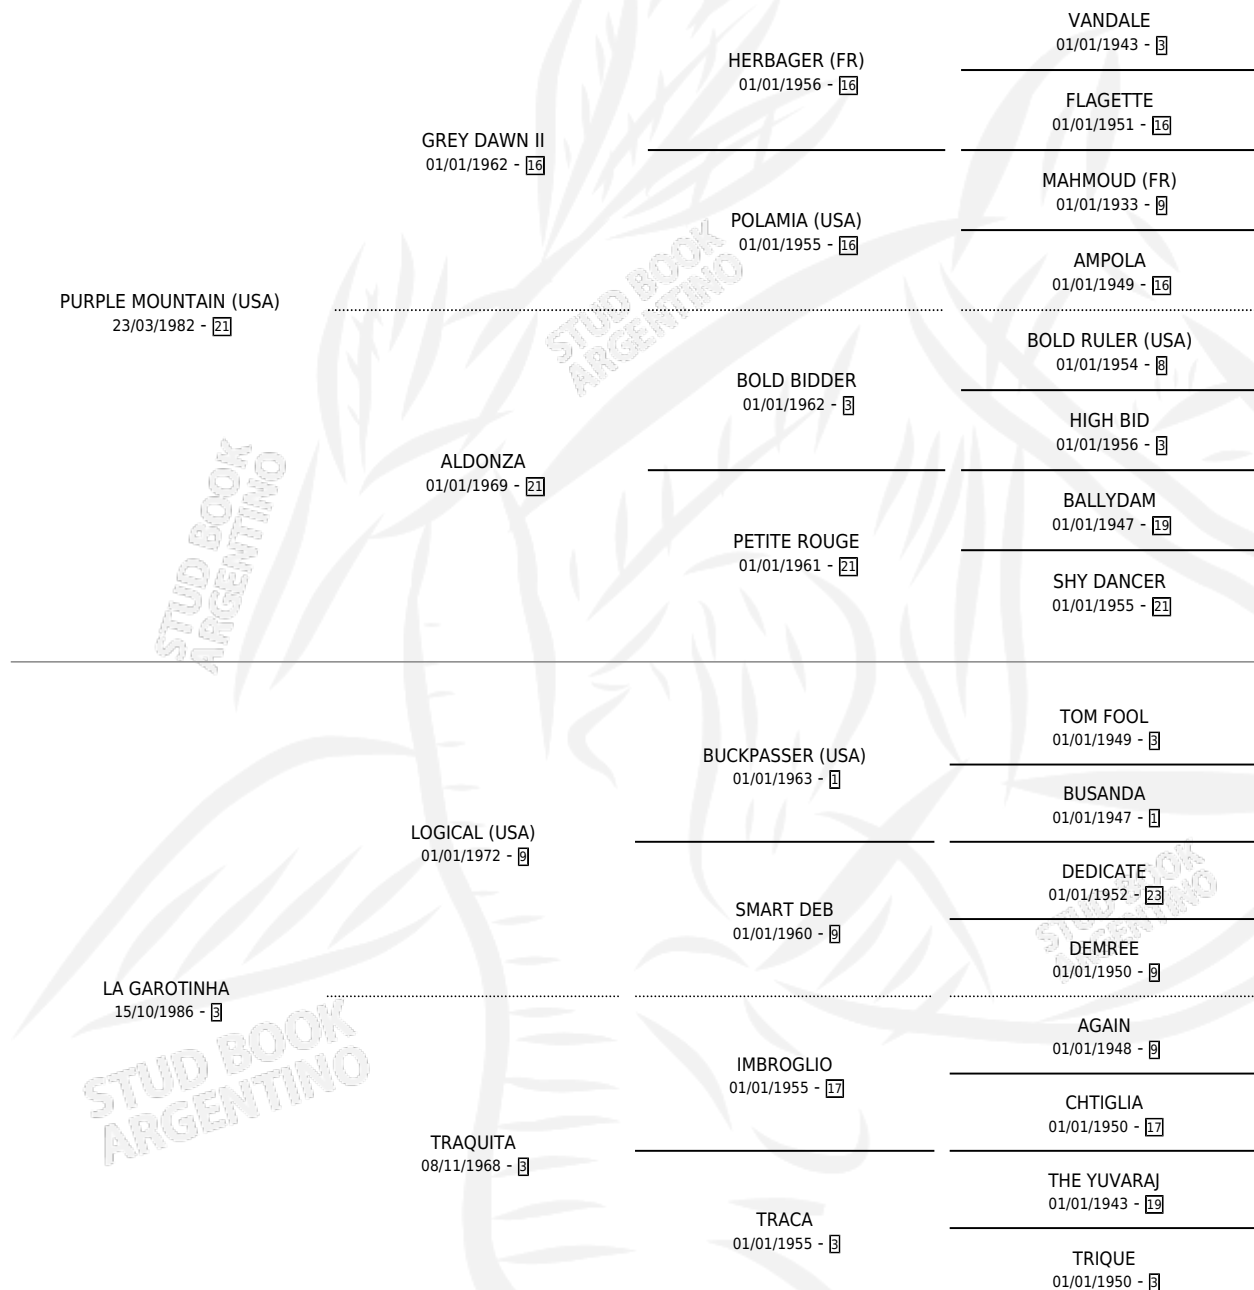 VANDALE
01/01/1943 - 3
HERBAGER (FR)
01/01/1956 - 16
FLAGETTE
01/01/1951 - 16
GREY DAWN II
01/01/1962 - 16
MAHMOUD (FR)
01/01/1933 - 9
POLAMIA (USA)
01/01/1955 - 16
AMPOLA
01/01/1949 - 16
PURPLE MOUNTAIN (USA)
23/03/1982 - 21
STUD BOOK
ARGENTINO
BOLD RULER (USA)
01/01/1954 - 8
BOLD BIDDER
01/01/1962 - 3
HIGH BID
01/01/1956 - 3
ALDONZA
01/01/1969 - 21
BALLYDAM
01/01/1947 - 19
PETITE ROUGE
01/01/1961 - 21
SHY DANCER
01/01/1955 - 21
STUD BOOK
ARGENTINO
TOM FOOL
01/01/1949 - 3
BUCKPASSER (USA)
01/01/1963 - 1
BUSANDA
01/01/1947 - 1
LOGICAL (USA)
01/01/1972 - 9
DEDICATE
01/01/1952 - 23
SMART DEB
01/01/1960 - 9
DEMREE
01/01/1950 - 9
STUD BOOK
ARGENTINO
LA GAROTINHA
15/10/1986 - 3
AGAIN
01/01/1948 - 9
IMBROGLIO
01/01/1955 - 17
CHTIGLIA
01/01/1950 - 17
STUD BOOK
ARGENTINO
TRAQUITA
08/11/1968 - 3
THE YUVARAJ
01/01/1943 - 19
TRACA
01/01/1955 - 3
TRIQUE
01/01/1950 - 3